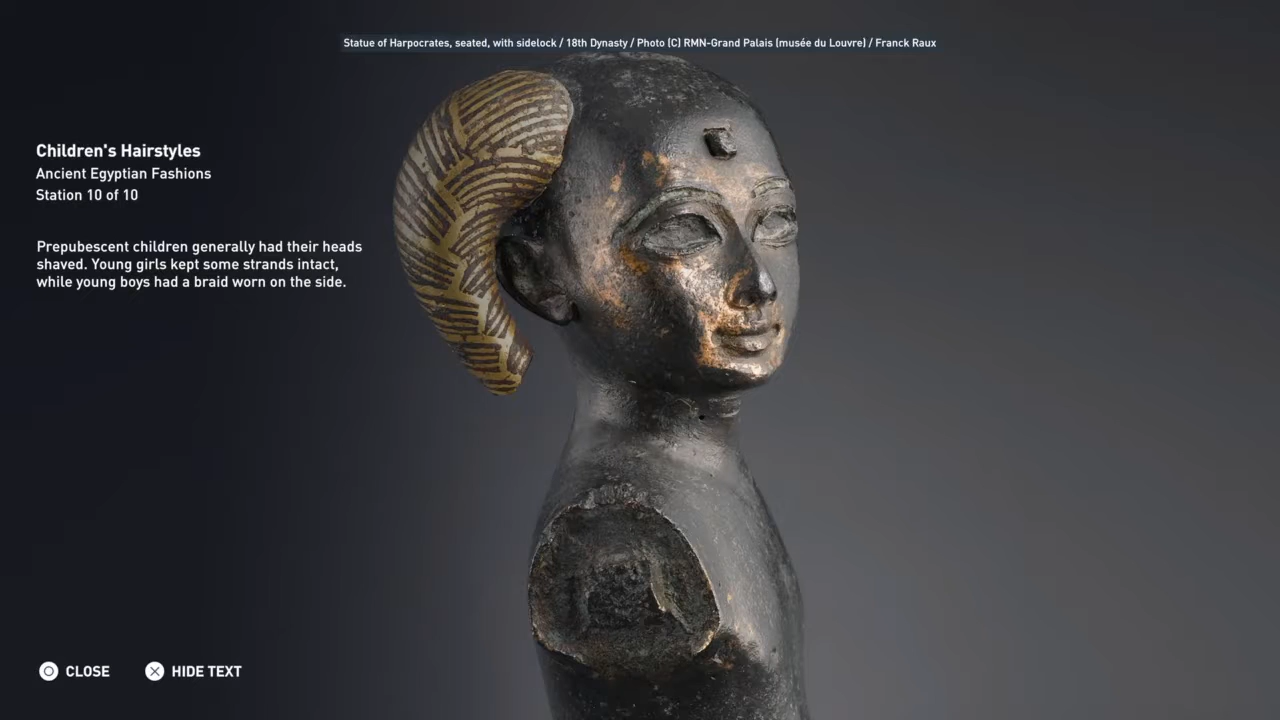 Statue of Harpocrates, seated, with sidelock / 18th Dynasty / Photo (C) RMN-Grand Palais (musée du Louvre) / Franck Raux
Children's Hairstyles
Ancient Egyptian Fashions
Station 10 of 10
Prepubescent children generally had their heads
shaved. Young girls kept some strands intact,
while young boys had a braid worn on the side.
CLOSE
HIDE TEXT